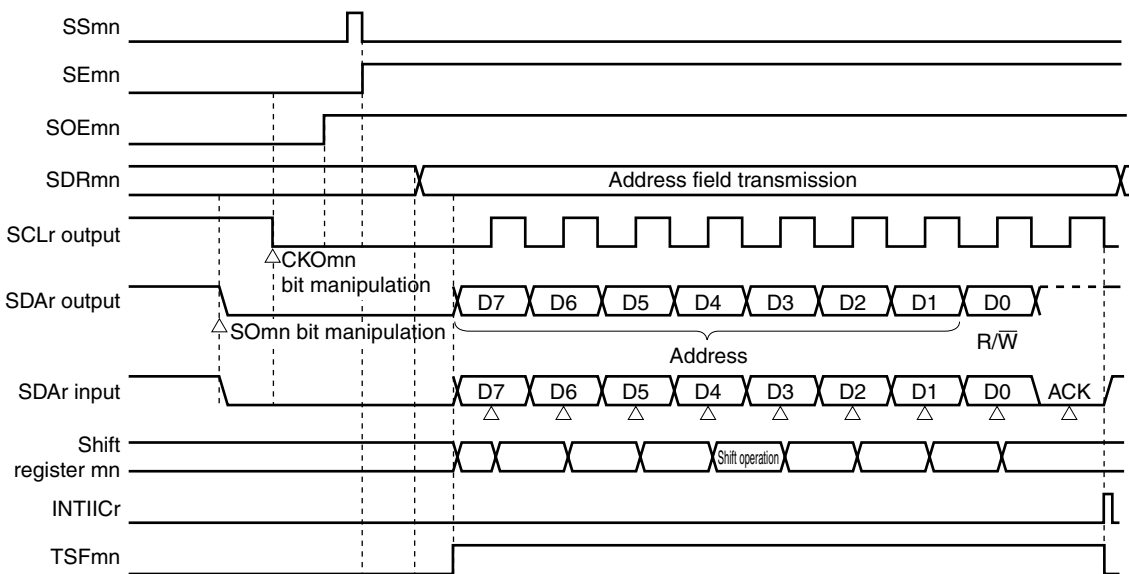 SSmn
SEmn
SOEmn
SDRmn
Address field transmission
SCLr output
CKOmn
bit manipulation
SDAr output
D7 D6 D5 D4 D3 D2 D1 D0
SOmn bit manipulation
Address
R/W̅
SDAr input
D7 D6 D5 D4 D3 D2 D1 D0 ACK
Shift
register mn
Shift operation
INTIICr
TSFmn